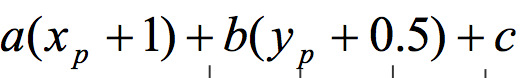 a(x_p + 1) + b(y_p + 0.5) + c